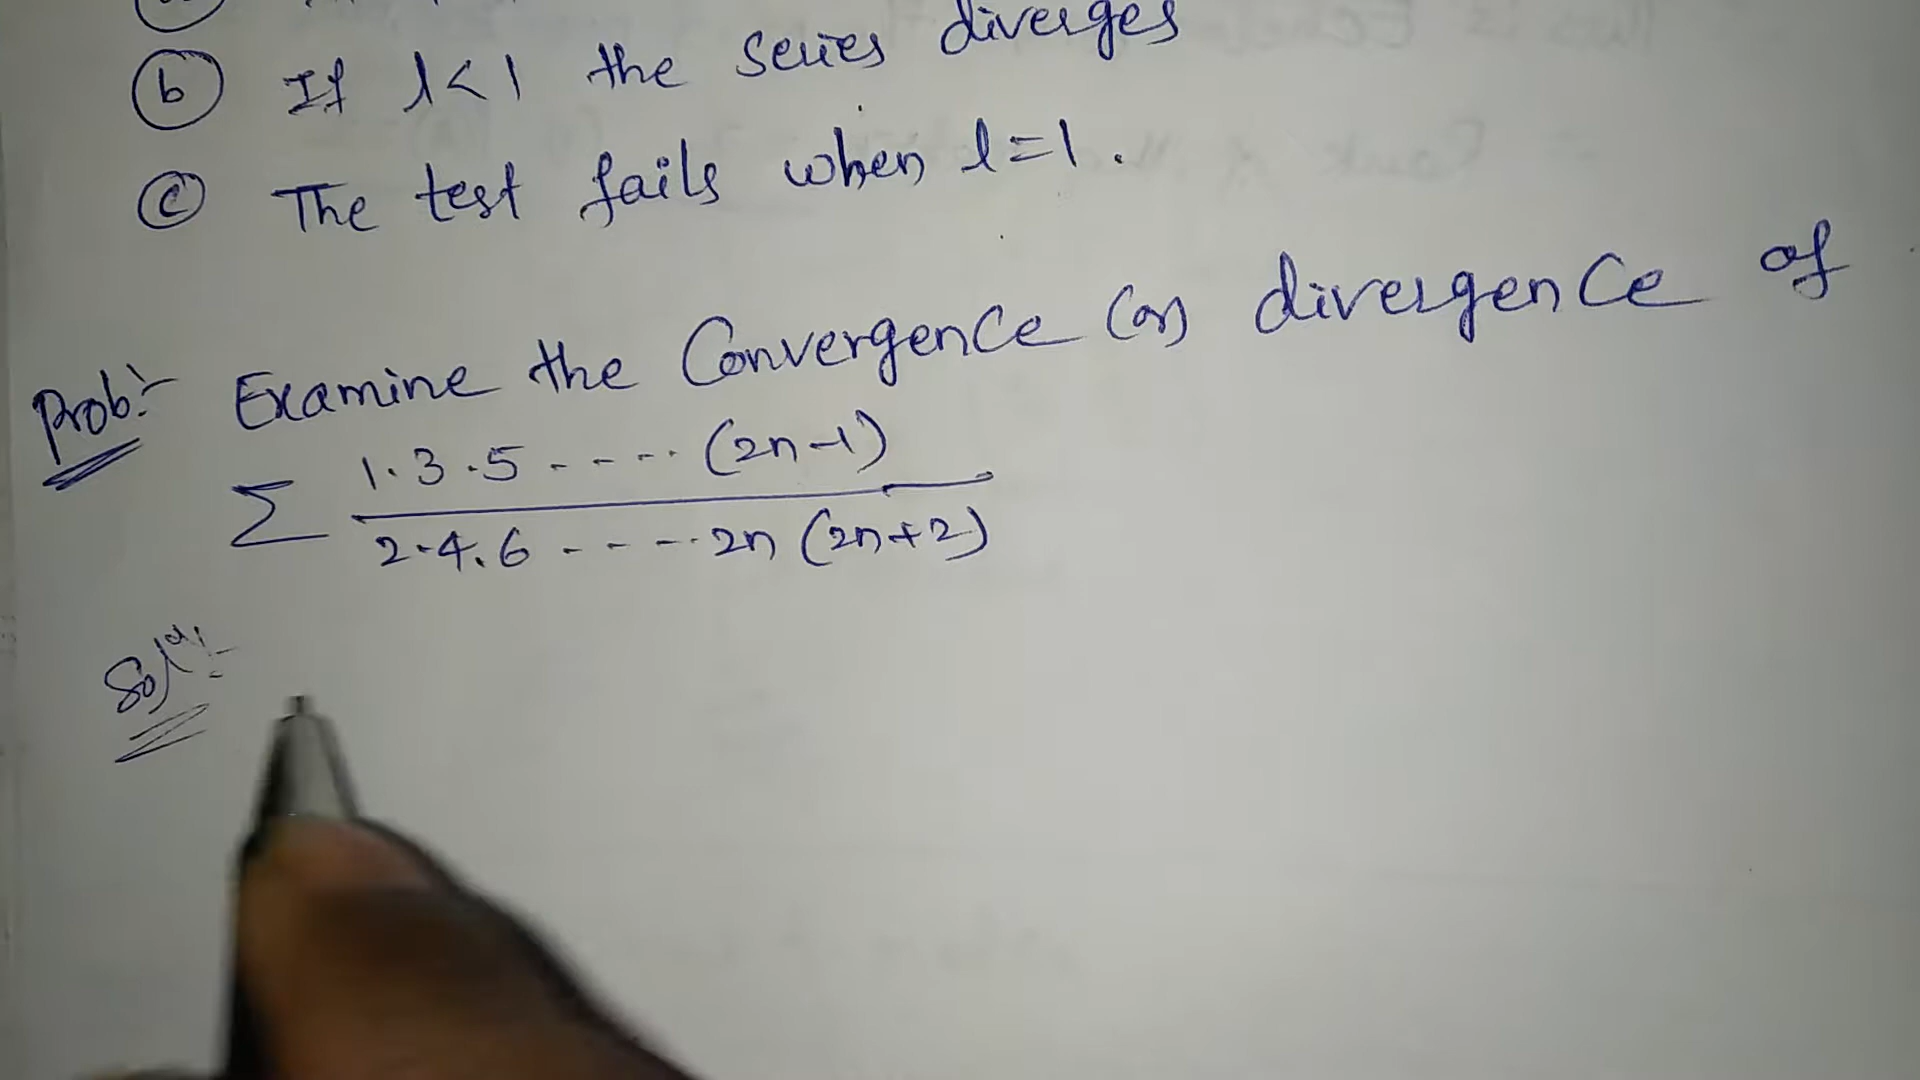 (b) If l<1 the series diverges
(c) The test fails when l=1.
Prob:- Examine the Convergence (or) divergence of
∑ 1.3.5 ----- (2n-1) / 2.4.6 ----- 2n (2n+2)
Solⁿ:-